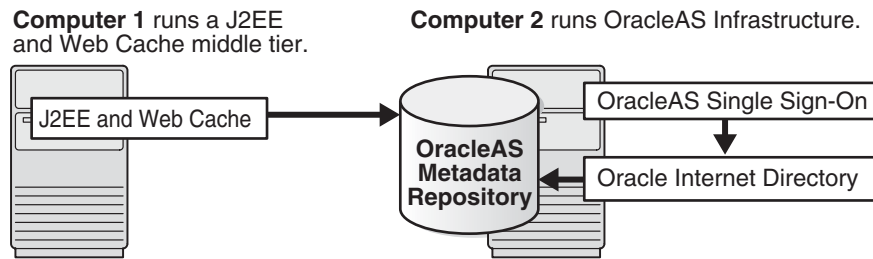 Computer 1 runs a J2EE
and Web Cache middle tier.
Computer 2 runs OracleAS Infrastructure.
J2EE and Web Cache
OracleAS
Metadata
Repository
OracleAS Single Sign-On
Oracle Internet Directory